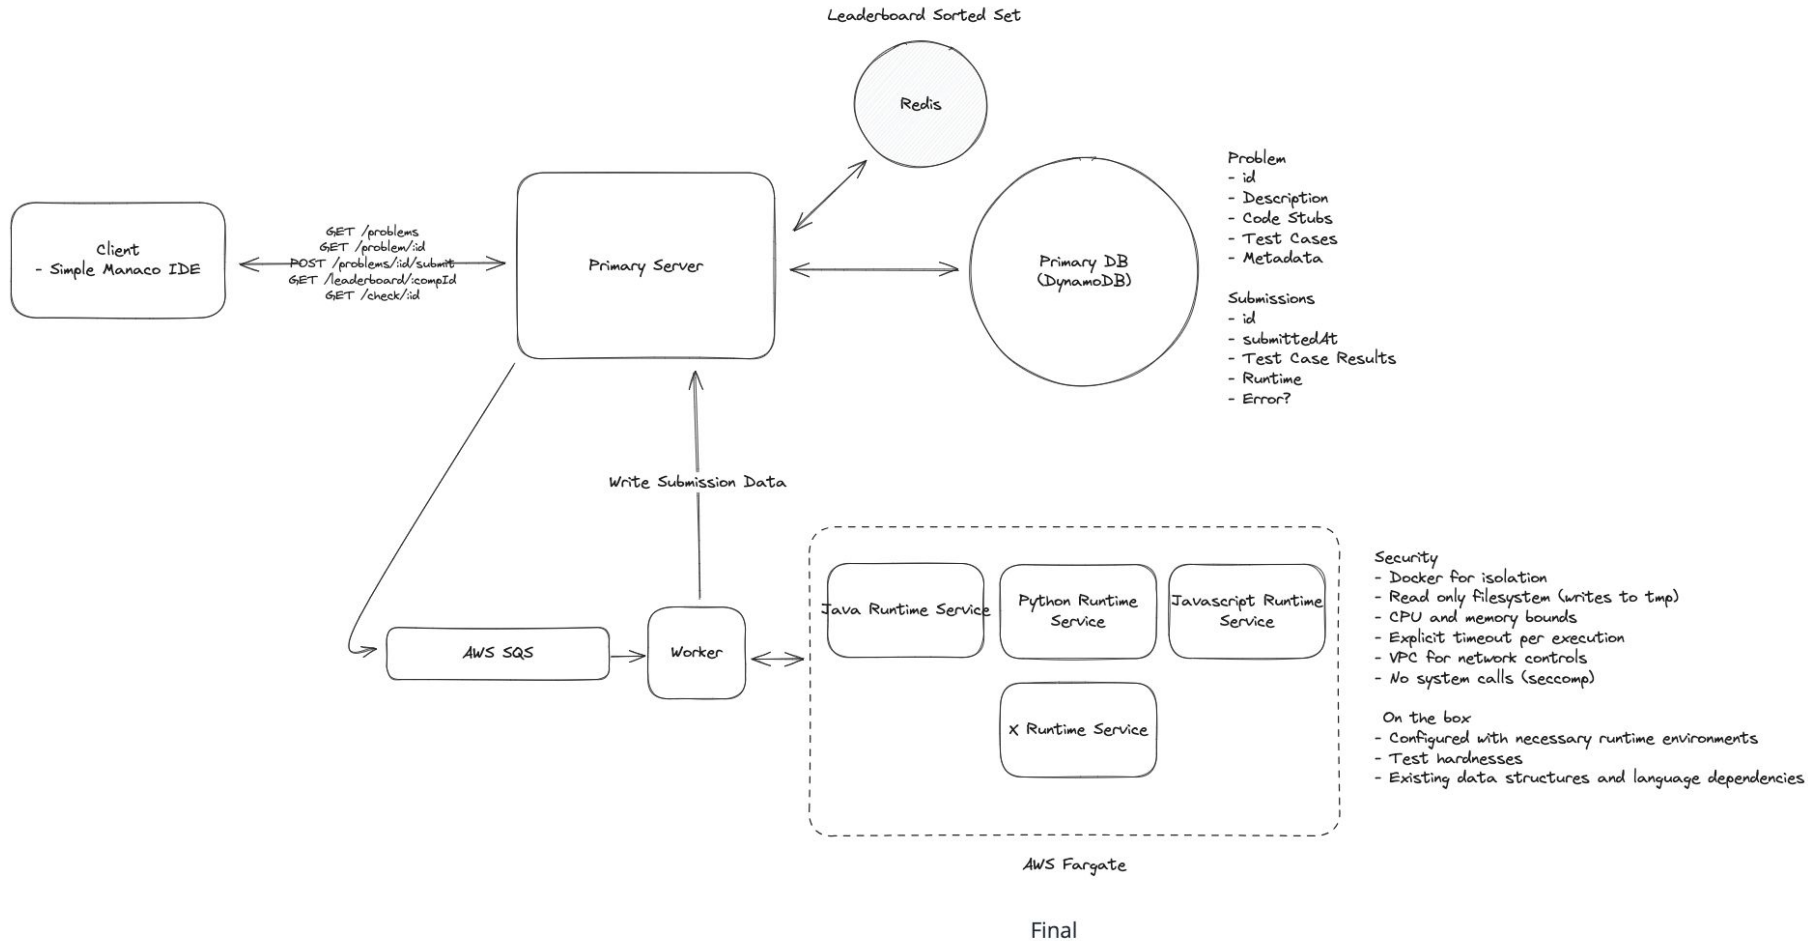 Leaderboard Sorted Set
Redis
Client
- Simple Manaco IDE
GET /problems
GET /problem/:id
POST /problems/:id/submit
GET /leaderboard/:compId
GET /check/:id
Primary Server
Primary DB
(DynamoDB)
Problem
- id
- Description
- Code Stubs
- Test Cases
- Metadata
Submissions
- id
- submittedAt
- Test Case Results
- Runtime
- Error?
Write Submission Data
AWS SQS
Worker
Java Runtime Service
Python Runtime
Service
Javascript Runtime
Service
X Runtime Service
AWS Fargate
Security
- Docker for isolation
- Read only filesystem (writes to tmp)
- CPU and memory bounds
- Explicit timeout per execution
- VPC for network controls
- No system calls (seccomp)
On the box
- Configured with necessary runtime environments
- Test hardnesses
- Existing data structures and language dependencies
Final